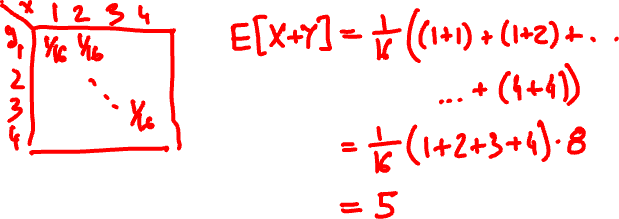 x 1 2 3 4
y 1 1/16 1/16
2 ⋱
3 1/16
4
E[X+Y] = 1/16 ((1+1) + (1+2) + ..
... + (4+4))
= 1/16 (1+2+3+4) · 8
= 5